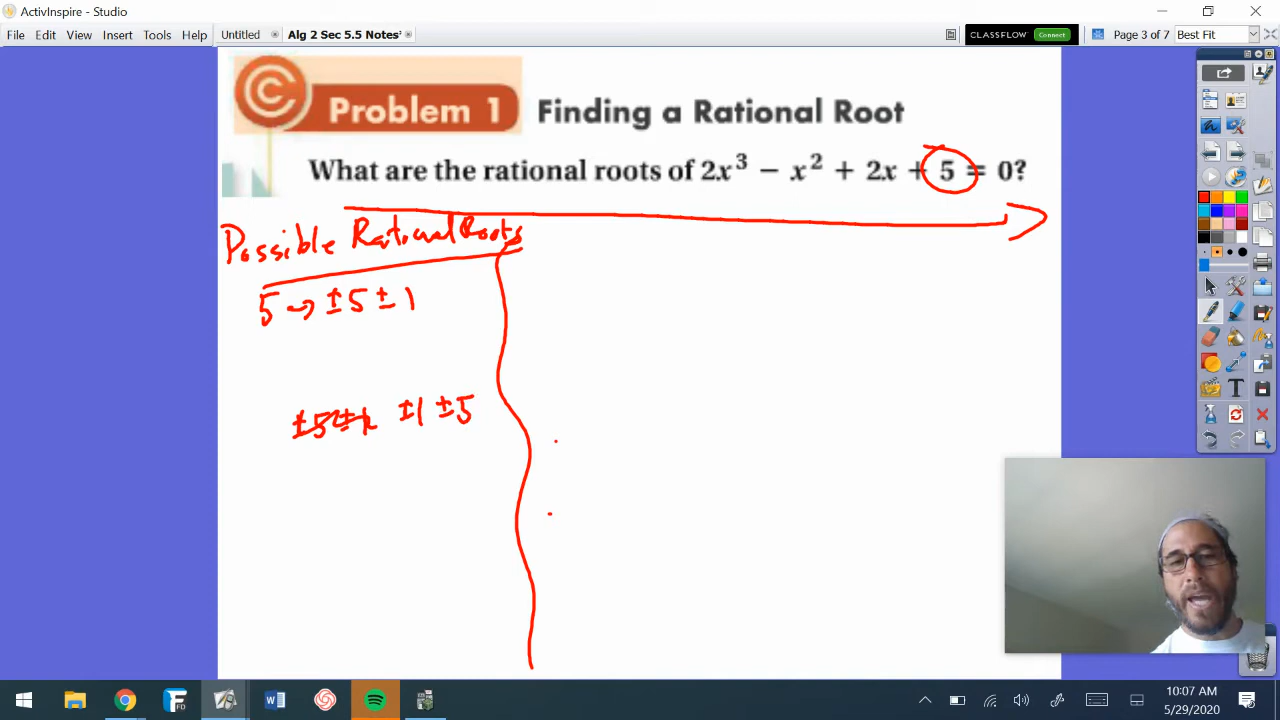 ActivInspire - Studio
File Edit View Insert Tools Help
Untitled
Alg 2 Sec 5.5 Notes*
CLASSFLOW Connect
Page 3 of 7
Best Fit
C
Problem 1 Finding a Rational Root
What are the rational roots of 2x³ − x² + 2x + 5 = 0?
Possible Rational Roots
5 → ±5 ±1
±5 ±1 ±1 ±5
10:07 AM
5/29/2020